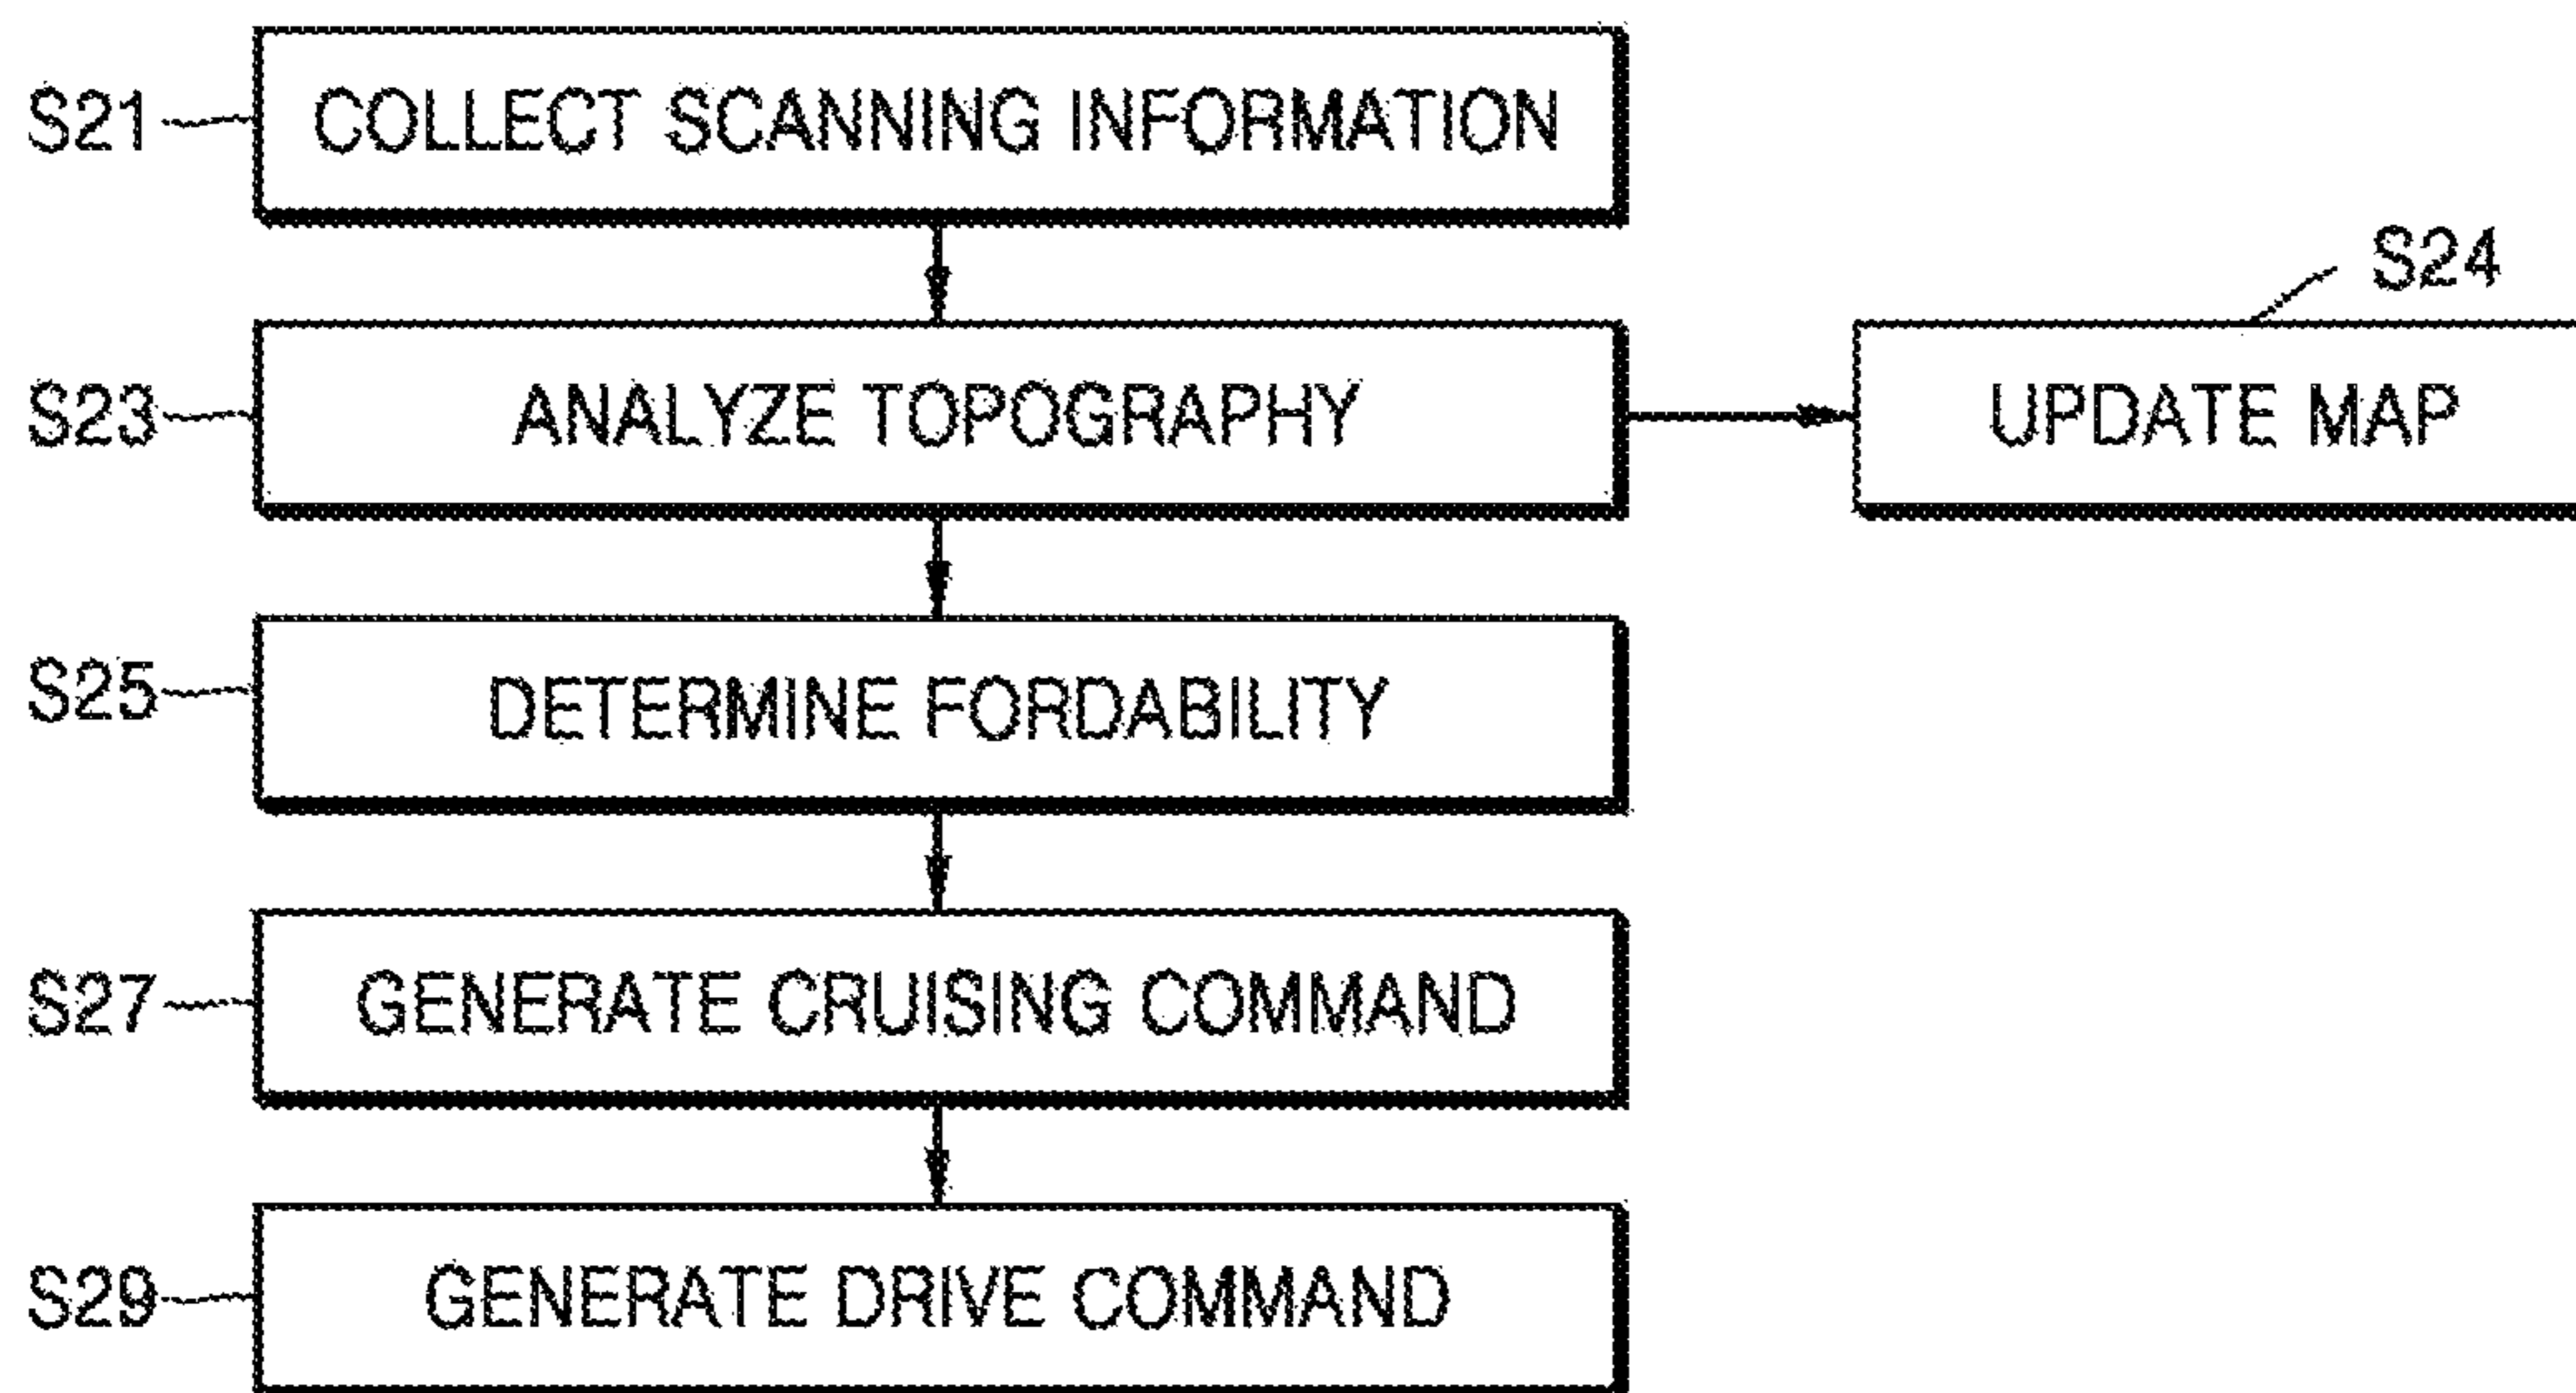 S21
COLLECT SCANNING INFORMATION
S24
S23
ANALYZE TOPOGRAPHY
UPDATE MAP
S25
DETERMINE FORDABILITY
S27
GENERATE CRUISING COMMAND
S29
GENERATE DRIVE COMMAND